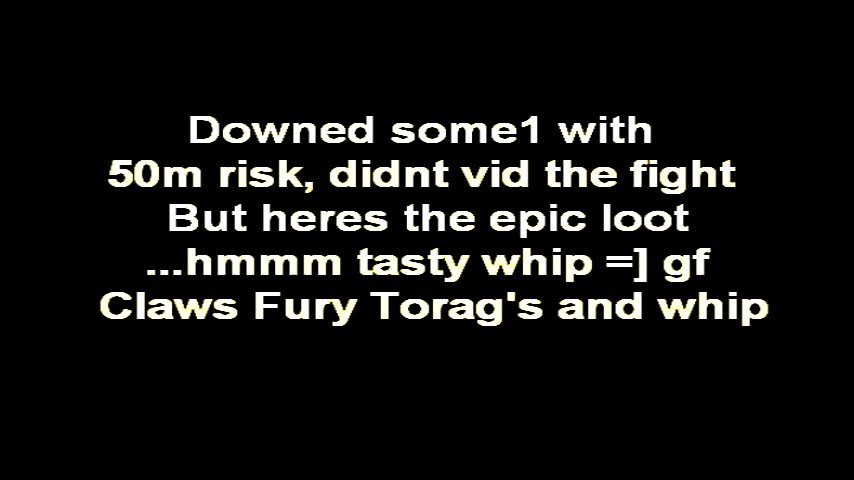 Downed some1 with
50m risk, didnt vid the fight
But heres the epic loot
...hmmm tasty whip =] gf
Claws Fury Torag's and whip